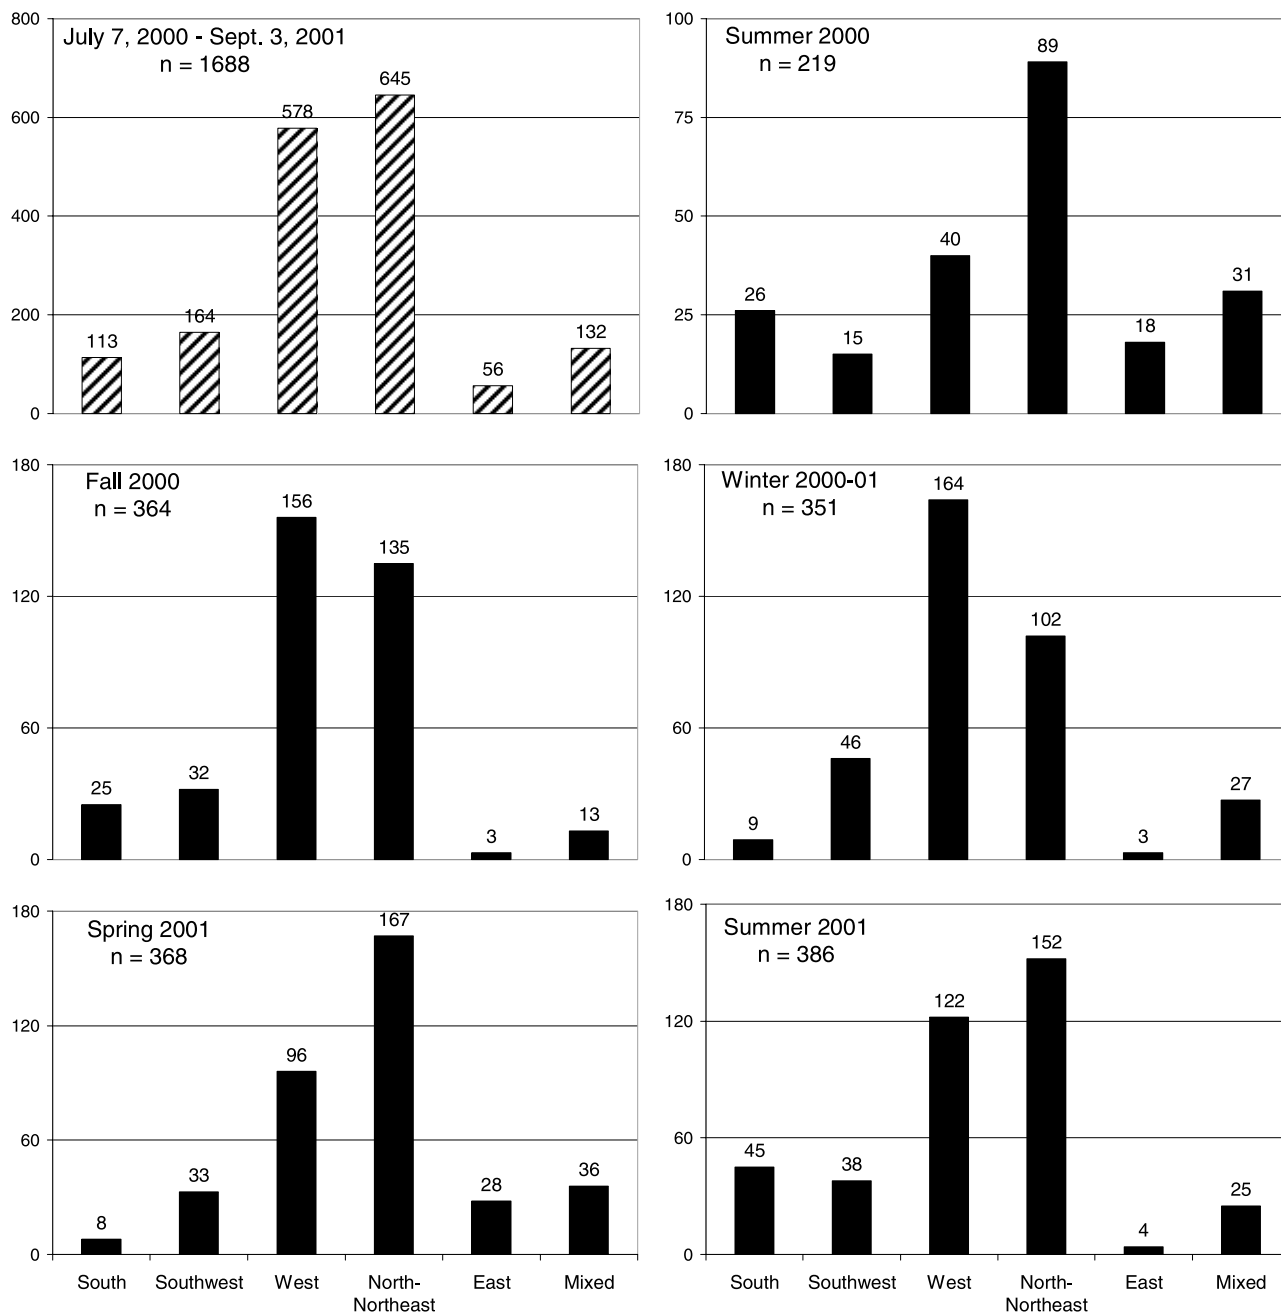 July 7, 2000 - Sept. 3, 2001
n = 1688
800
600
400
200
0
113
164
578
645
56
132
Summer 2000
n = 219
100
75
50
25
0
26
15
40
89
18
31
Fall 2000
n = 364
180
120
60
0
25
32
156
135
3
13
Winter 2000-01
n = 351
180
120
60
0
9
46
164
102
3
27
Spring 2001
n = 368
180
120
60
0
8
33
96
167
28
36
South
Southwest
West
North-
Northeast
East
Mixed
Summer 2001
n = 386
180
120
60
0
45
38
122
152
4
25
South
Southwest
West
North-
Northeast
East
Mixed